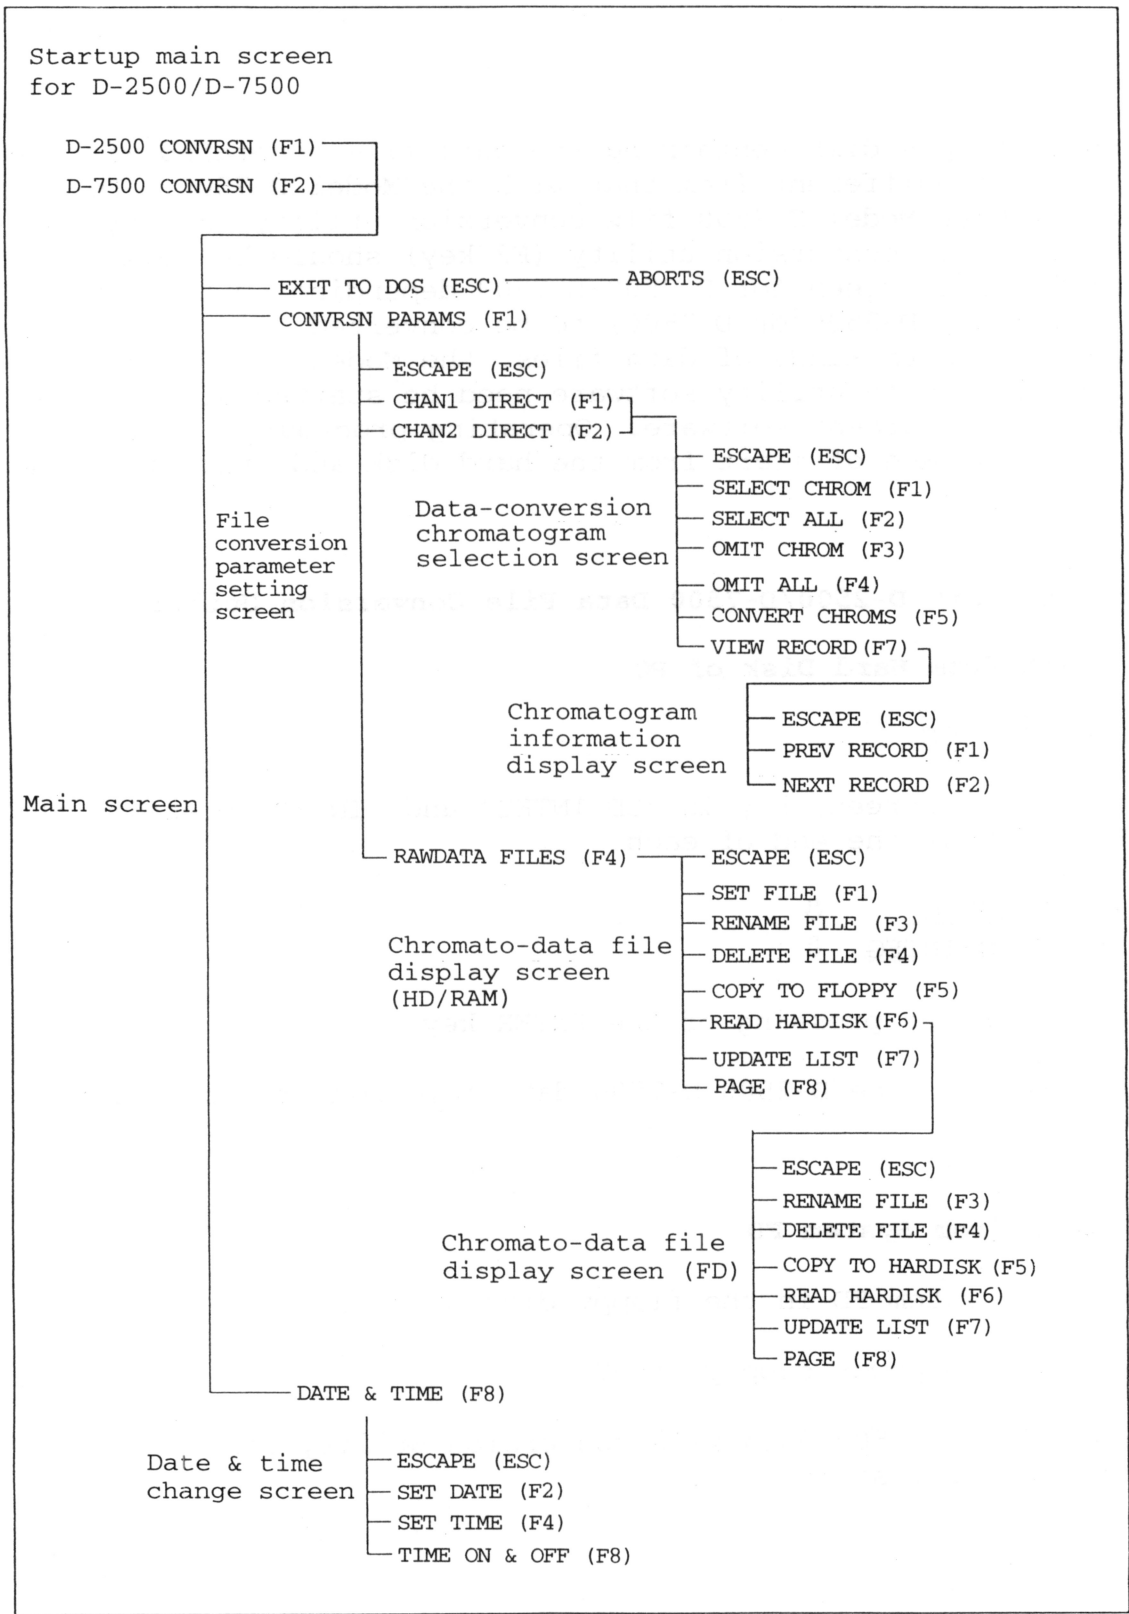 Startup main screen
for D-2500/D-7500
D-2500 CONVRSN (F1)
D-7500 CONVRSN (F2)
EXIT TO DOS (ESC)
ABORTS (ESC)
CONVRSN PARAMS (F1)
ESCAPE (ESC)
CHAN1 DIRECT (F1)
CHAN2 DIRECT (F2)
ESCAPE (ESC)
SELECT CHROM (F1)
SELECT ALL (F2)
OMIT CHROM (F3)
OMIT ALL (F4)
CONVERT CHROMS (F5)
VIEW RECORD (F7)
Data-conversion
chromatogram
selection screen
File
conversion
parameter
setting
screen
Chromatogram
information
display screen
ESCAPE (ESC)
PREV RECORD (F1)
NEXT RECORD (F2)
Main screen
RAWDATA FILES (F4)
ESCAPE (ESC)
SET FILE (F1)
RENAME FILE (F3)
DELETE FILE (F4)
COPY TO FLOPPY (F5)
READ HARDISK (F6)
UPDATE LIST (F7)
PAGE (F8)
Chromato-data file
display screen
(HD/RAM)
ESCAPE (ESC)
RENAME FILE (F3)
DELETE FILE (F4)
COPY TO HARDISK (F5)
READ HARDISK (F6)
UPDATE LIST (F7)
PAGE (F8)
Chromato-data file
display screen (FD)
DATE & TIME (F8)
Date & time
change screen
ESCAPE (ESC)
SET DATE (F2)
SET TIME (F4)
TIME ON & OFF (F8)